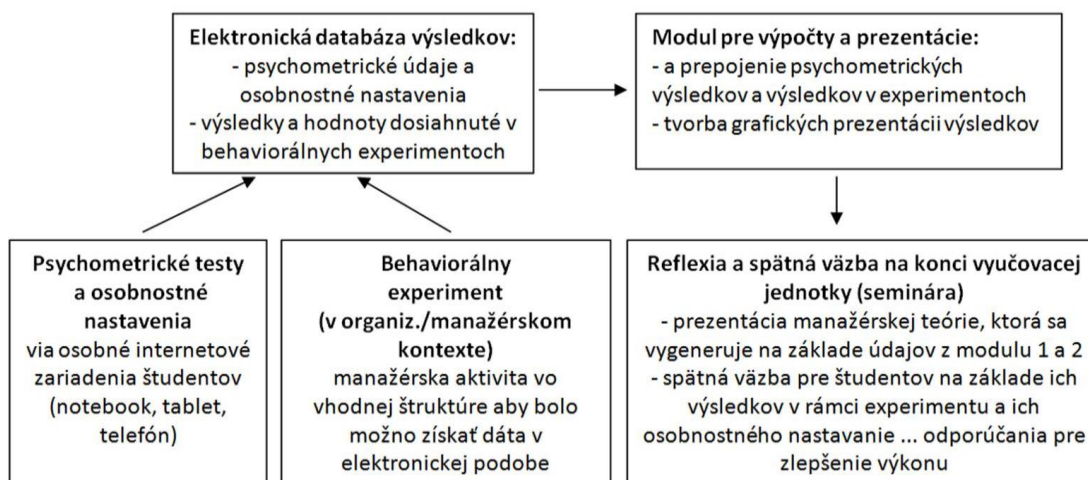 Elektronická databáza výsledkov:
- psychometrické údaje a
osobnostné nastavenia
- výsledky a hodnoty dosiahnuté v
behaviorálnych experimentoch
Modul pre výpočty a prezentácie:
- a prepojenie psychometrických
výsledkov a výsledkov v experimentoch
- tvorba grafických prezentácii výsledkov
Psychometrické testy
a osobnostné
nastavenia
via osobné internetové
zariadenia študentov
(notebook, tablet,
telefón)
Behaviorálny
experiment
(v organiz./manažérskom
kontexte)
manažérska aktivita vo
vhodnej štruktúre aby bolo
možno získať dáta v
elektronickej podobe
Reflexia a spätná väzba na konci vyučovacej
jednotky (seminára)
- prezentácia manažérskej teórie, ktorá sa
vygeneruje na základe údajov z modulu 1 a 2
- spätná väzba pre študentov na základe ich
výsledkov v rámci experimentu a ich
osobnostného nastavanie ... odporúčania pre
zlepšenie výkonu